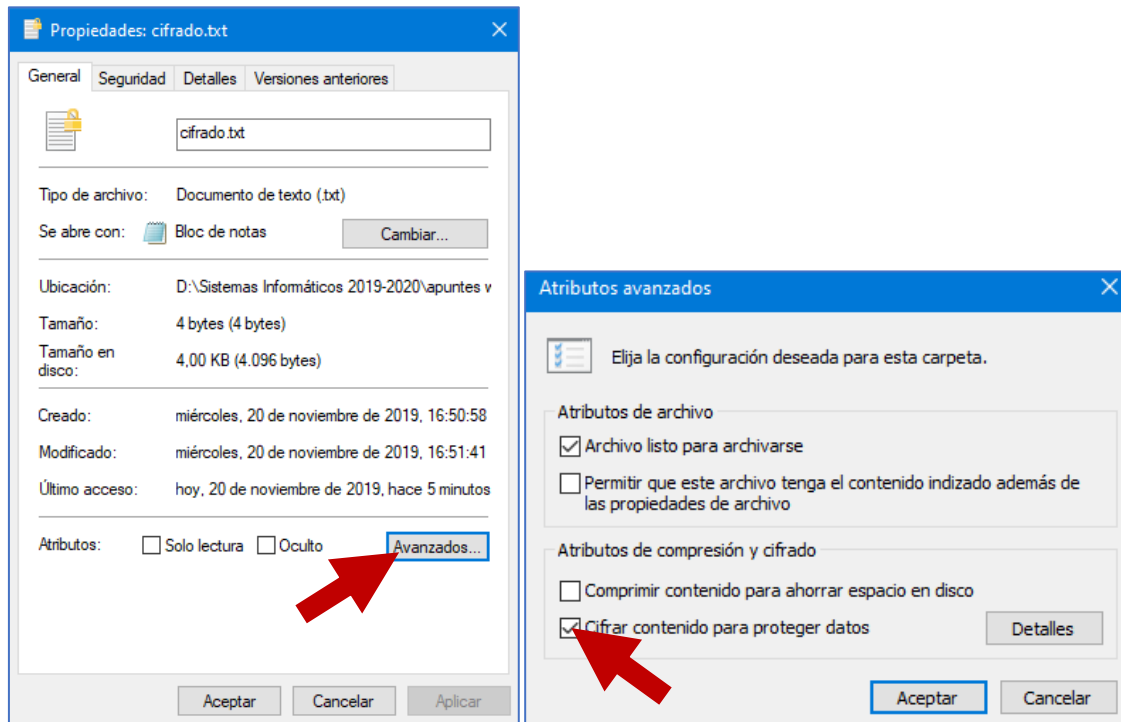 Propiedades: cifrado.txt
General Seguridad Detalles Versiones anteriores
cifrado.txt
Tipo de archivo: Documento de texto (.txt)
Se abre con: Bloc de notas Cambiar...
Ubicación: D:\Sistemas Informáticos 2019-2020\apuntes w
Tamaño: 4 bytes (4 bytes)
Tamaño en
disco: 4,00 KB (4.096 bytes)
Creado: miércoles, 20 de noviembre de 2019, 16:50:58
Modificado: miércoles, 20 de noviembre de 2019, 16:51:41
Último acceso: hoy, 20 de noviembre de 2019, hace 5 minutos
Atributos: Solo lectura Oculto Avanzados...
Aceptar Cancelar Aplicar
Atributos avanzados
Elija la configuración deseada para esta carpeta.
Atributos de archivo
Archivo listo para archivarse
Permitir que este archivo tenga el contenido indizado además de
las propiedades de archivo
Atributos de compresión y cifrado
Comprimir contenido para ahorrar espacio en disco
Cifrar contenido para proteger datos Detalles
Aceptar Cancelar